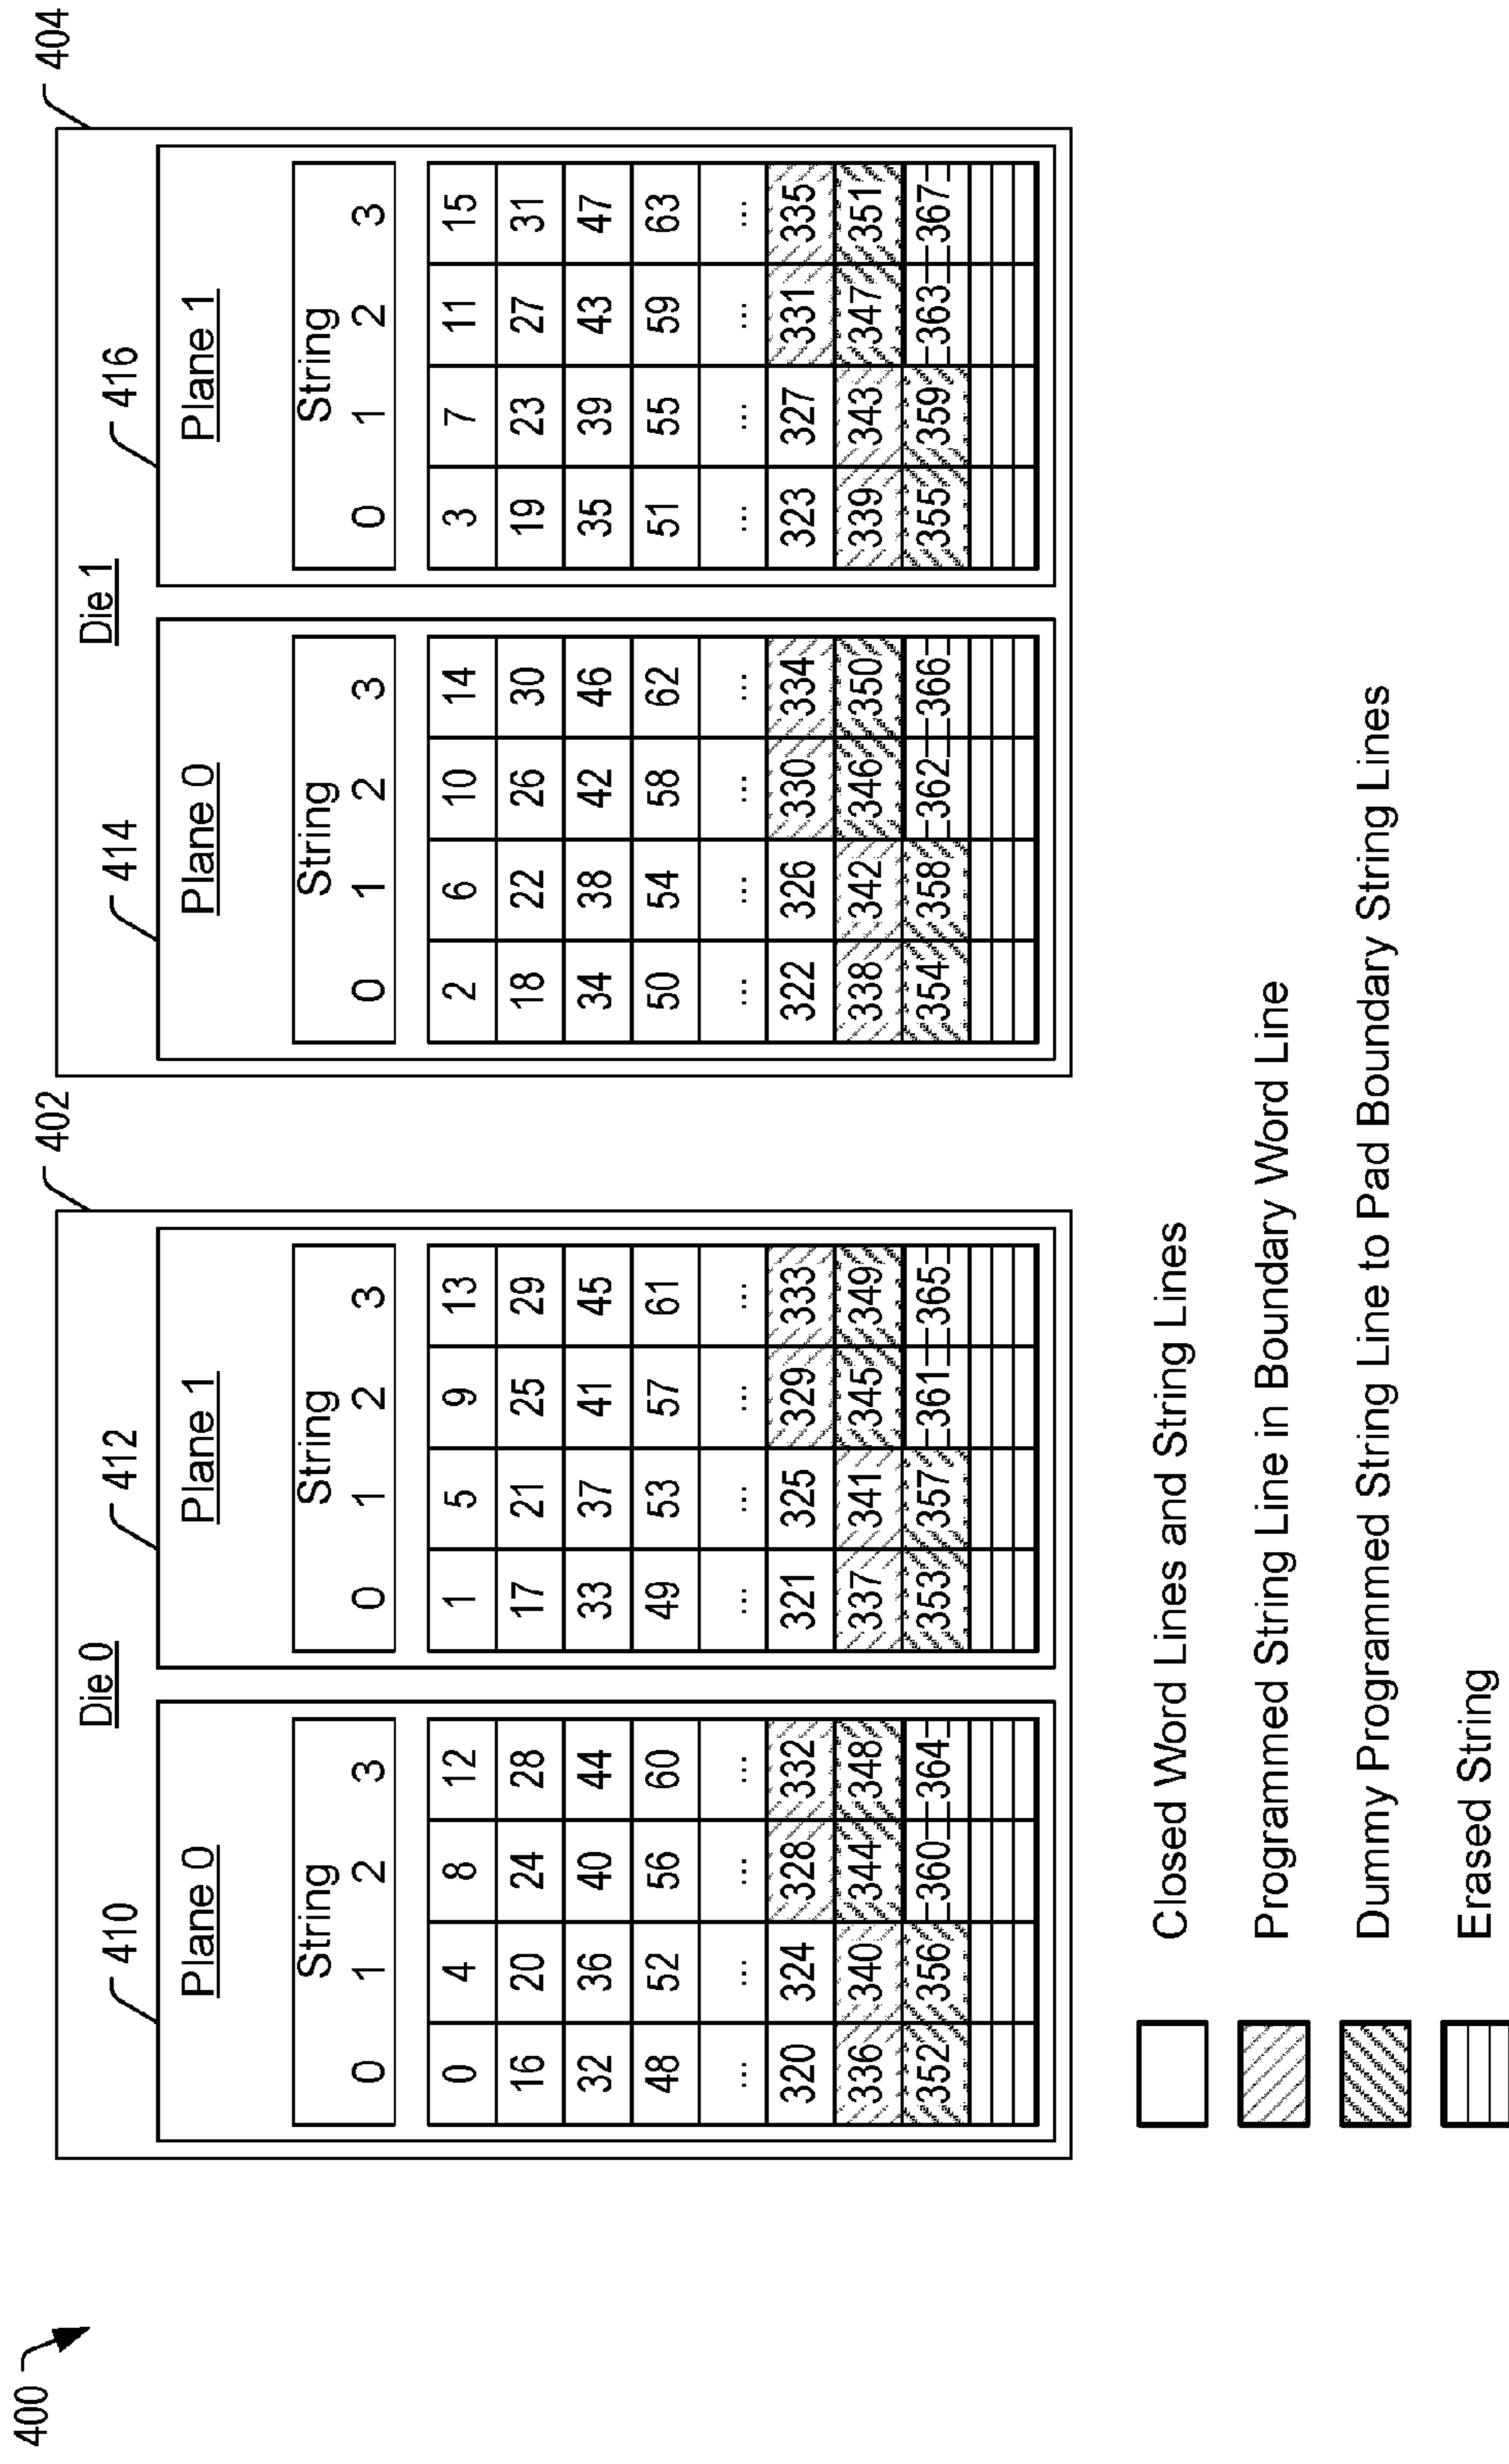 400
402
404
Die 0
Die 1
410
412
414
416
Plane 0
Plane 1
Plane 0
Plane 1
String
String
String
String
0 1 2 3 0 1 2 3 0 1 2 3 0 1 2 3
0 4 8 12 1 5 9 13 2 6 10 14 3 7 11 15
16 20 24 28 17 21 25 29 18 22 26 30 19 23 27 31
32 36 40 44 33 37 41 45 34 38 42 46 35 39 43 47
48 52 56 60 49 53 57 61 50 54 58 62 51 55 59 63
... ... ... ... ... ... ... ... ... ... ... ... ... ... ... ...
320 324 328 332 321 325 329 333 322 326 330 334 323 327 331 335
336 340 344 348 337 341 345 349 338 342 346 350 339 343 347 351
352 356 360 364 353 357 361 365 354 358 362 366 355 359 363 367
Closed Word Lines and String Lines
Programmed String Line in Boundary Word Line
Dummy Programmed String Line to Pad Boundary String Lines
Erased String